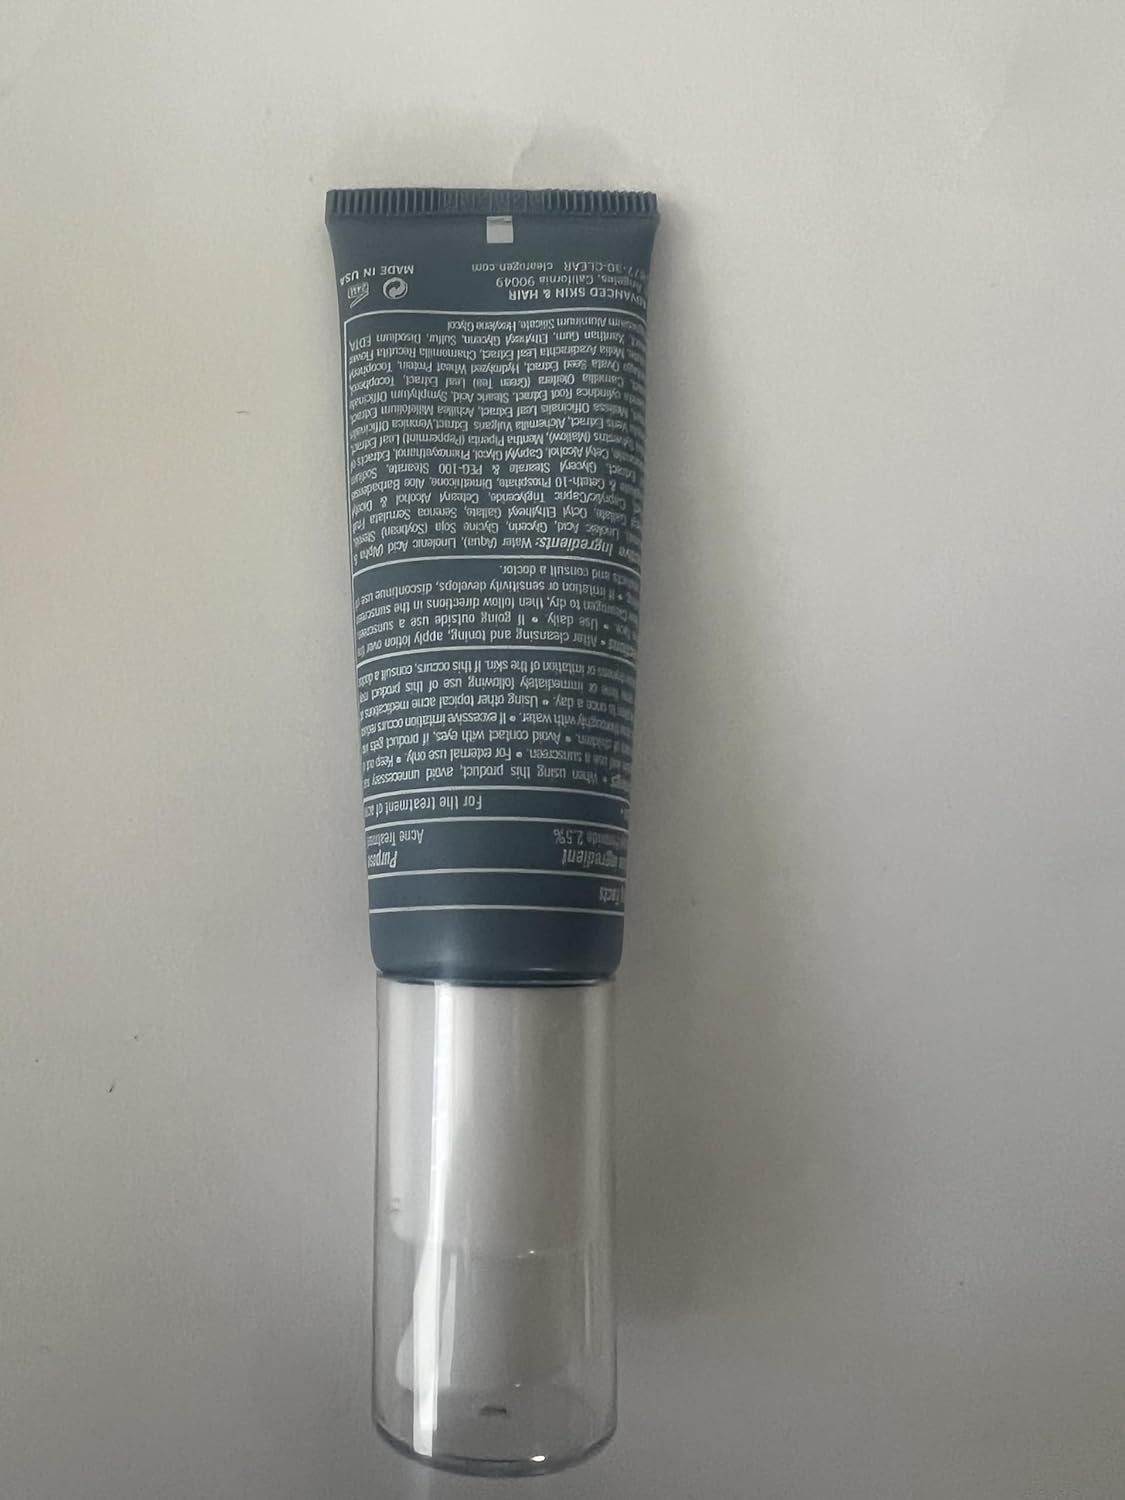 Facts
ingredient Purpose
2.5% Acne Treatment
For the treatment of acne
• When using this product, avoid unnecessary
and use a sunscreen. • For external use only. • Keep out
of children. • Avoid contact with eyes, if product gets
thoroughly with water. • If excessive irritation occurs
to once a day. • Using other topical acne medications
time or immediately following use of this product may
or irritation of the skin. If this occurs, consult a doctor
• After cleansing and toning, apply lotion over the
face. • Use daily. • If going outside use a sunscreen.
Clearogen to dry, then follow directions in the sunscreen
• If irritation or sensitivity develops, discontinue use
and consult a doctor.
Ingredients: Water (Aqua), Linolenic Acid (Alpha &
Linoleic Acid, Glycerin, Glycine Soja (Soybean) Sterols,
Gallate, Octyl Ethylhexyl Gallate, Serenoa Serrulata Fruit
Caprylic/Capric Triglyceride, Cetearyl Alcohol & Dicetyl
& Ceteth-10 Phosphate, Dimethicone, Aloe Barbadensis
Extract, Glyceryl Stearate & PEG-100 Stearate, Sodium
Cetyl Alcohol, Caprylyl Glycol, Phenoxyethanol, Extracts of
(Mallow), Mentha Piperita (Peppermint) Leaf Extract,
Veris Extract, Alchemilla Vulgaris Extract, Veronica Officinalis
Melissa Officinalis Leaf Extract, Achillea Millefolium Extract,
Cylindrica Root Extract, Stearic Acid, Symphytum Officinale
Camellia Oleifera (Green Tea) Leaf Extract, Tocopherol,
Ovata Seed Extract, Hydrolyzed Wheat Protein, Tocopheryl
Melia Azadirachta Leaf Extract, Chamomilla Recutita Flower
Xanthan Gum, Ethylhexyl Glycerin, Sulfur, Disodium EDTA
Aluminum Silicate, Hexylene Glycol
ADVANCED SKIN & HAIR
Angeles, California 90049
877-30-CLEAR clearogen.com
24M
MADE IN USA